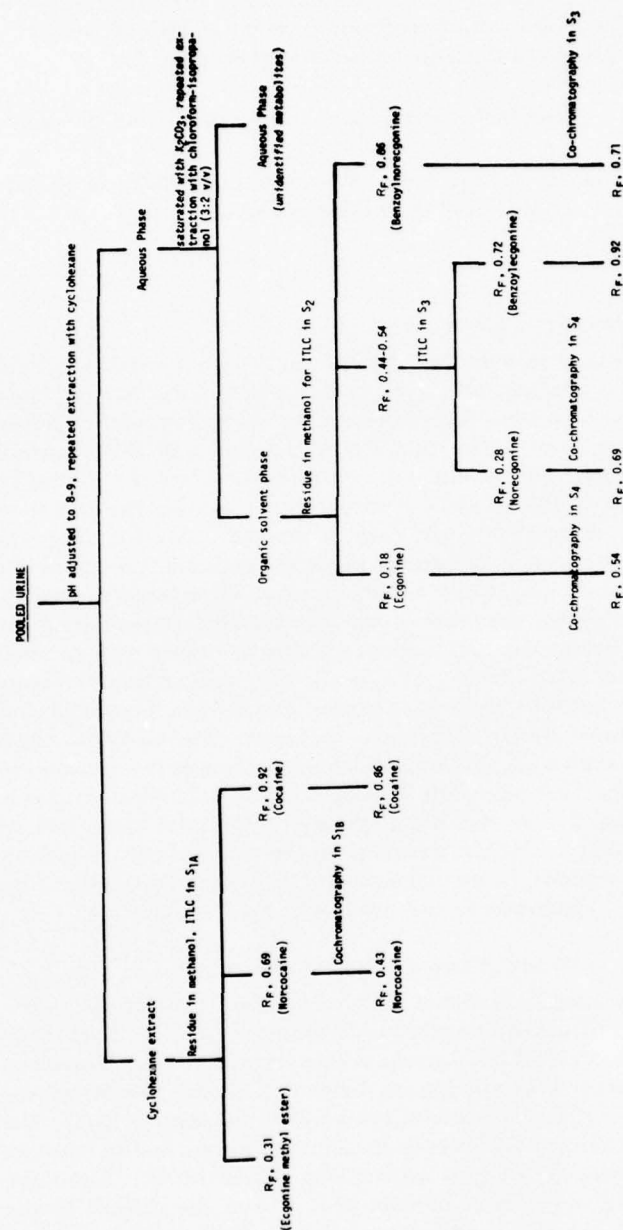 POOLED URINE
pH adjusted to 8-9, repeated extraction with cyclohexane
Cyclohexane extract
Aqueous Phase
Residue in methanol, ITLC in S1A
saturated with K2CO3, repeated ex-
traction with chloroform-isopropa-
nol (3:2 v/v)
RF, 0.31
(Ecgonine methyl ester)
RF, 0.69
(Norcocaine)
RF, 0.92
(Cocaine)
Cochromatography in S1B
RF, 0.43
(Norcocaine)
RF, 0.86
(Cocaine)
Organic solvent phase
Aqueous Phase
(unidentified metabolites)
Residue in methanol for ITLC in S2
RF, 0.18
(Ecgonine)
RF, 0.44-0.54
RF, 0.86
(Benzoylnorecgonine)
ITLC in S3
RF, 0.28
(Norecgonine)
RF, 0.72
(Benzoylecgonine)
Co-chromatography in S4
Co-chromatography in S4
Co-chromatography in S3
RF, 0.54
RF, 0.69
RF, 0.92
RF, 0.71